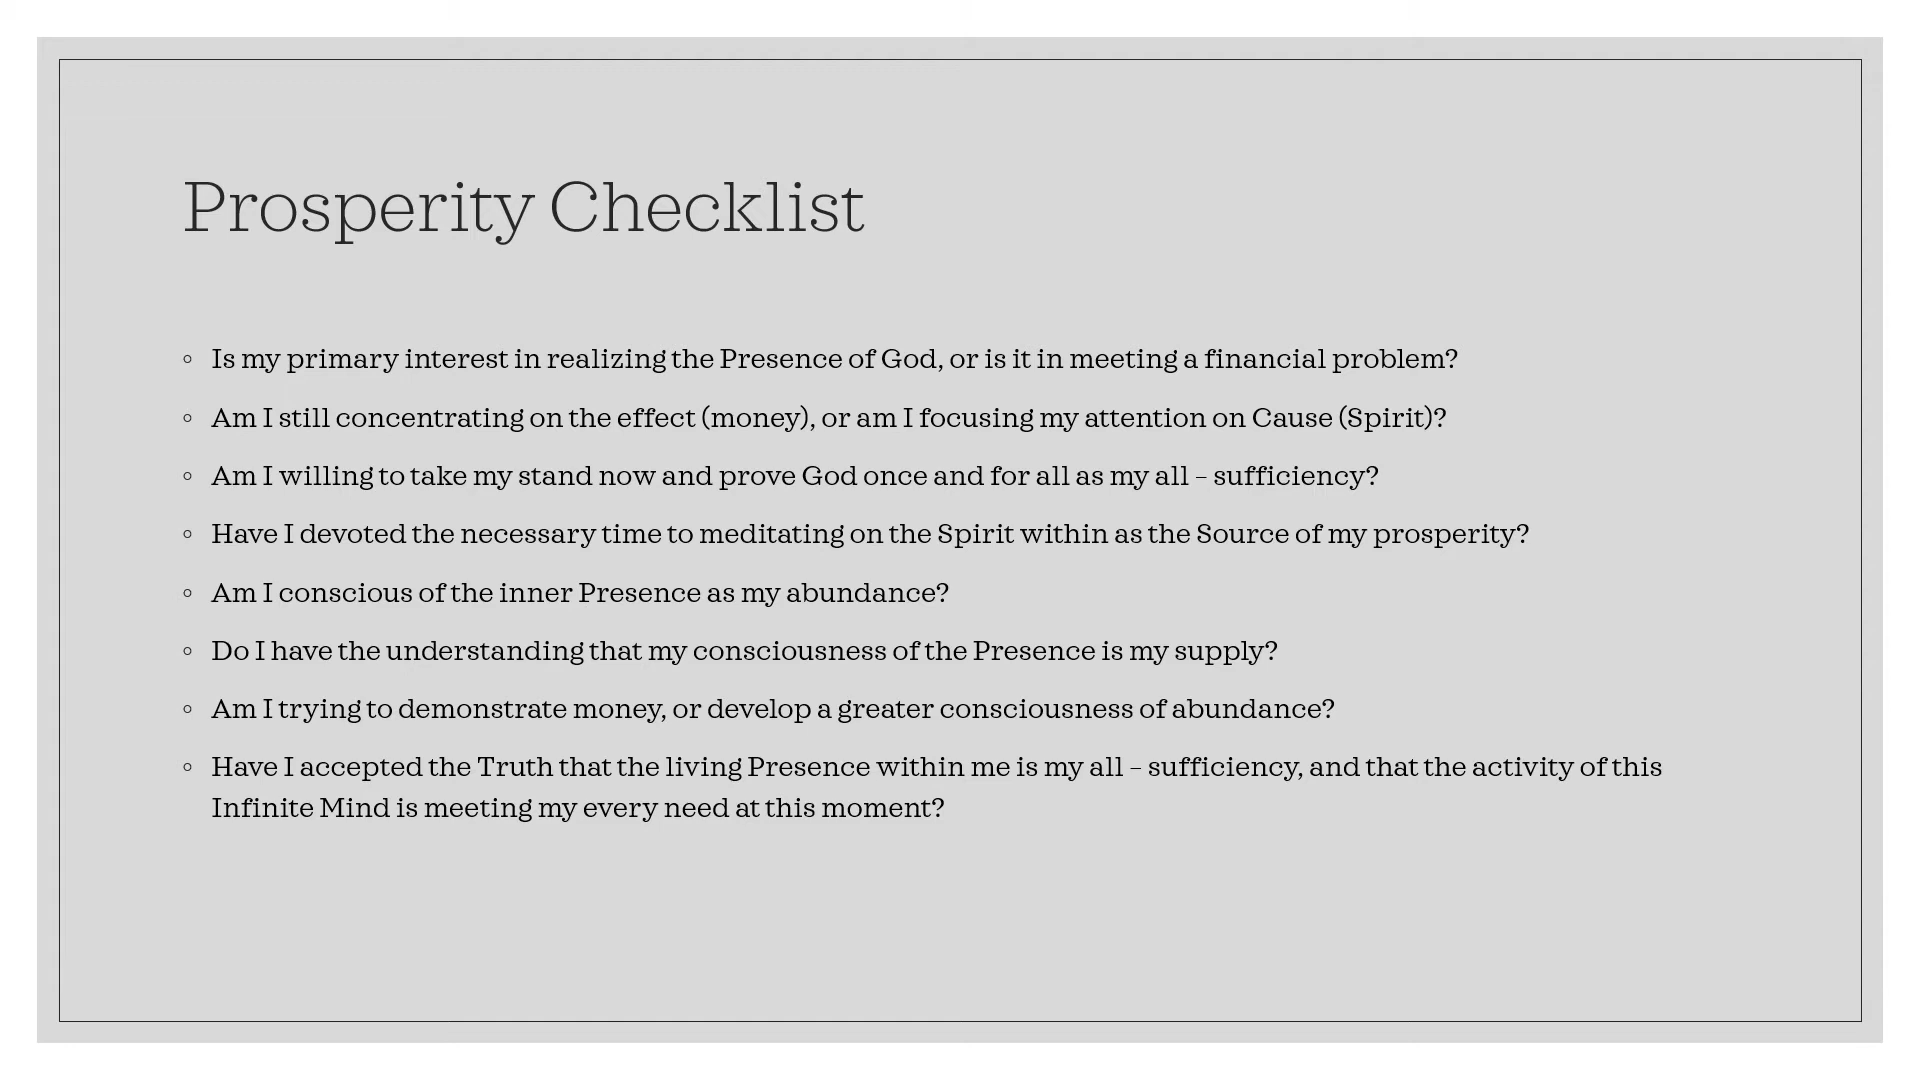 Prosperity Checklist
◦ Is my primary interest in realizing the Presence of God, or is it in meeting a financial problem?
◦ Am I still concentrating on the effect (money), or am I focusing my attention on Cause (Spirit)?
◦ Am I willing to take my stand now and prove God once and for all as my all – sufficiency?
◦ Have I devoted the necessary time to meditating on the Spirit within as the Source of my prosperity?
◦ Am I conscious of the inner Presence as my abundance?
◦ Do I have the understanding that my consciousness of the Presence is my supply?
◦ Am I trying to demonstrate money, or develop a greater consciousness of abundance?
◦ Have I accepted the Truth that the living Presence within me is my all – sufficiency, and that the activity of this
Infinite Mind is meeting my every need at this moment?